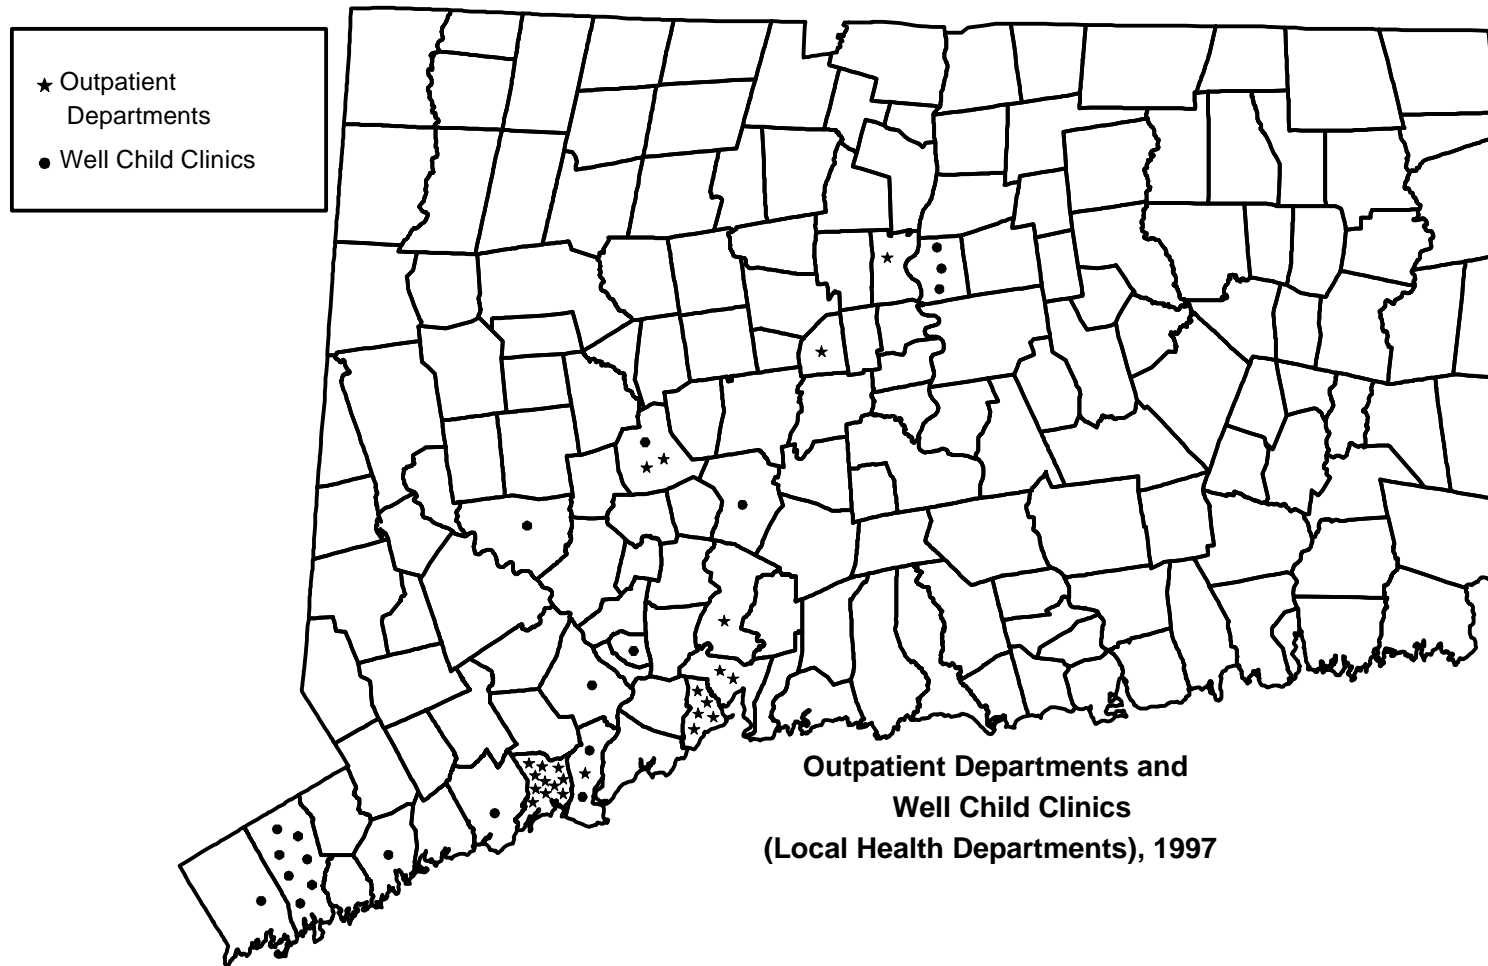 Outpatient
Departments
Well Child Clinics
Outpatient Departments and
Well Child Clinics
(Local Health Departments), 1997